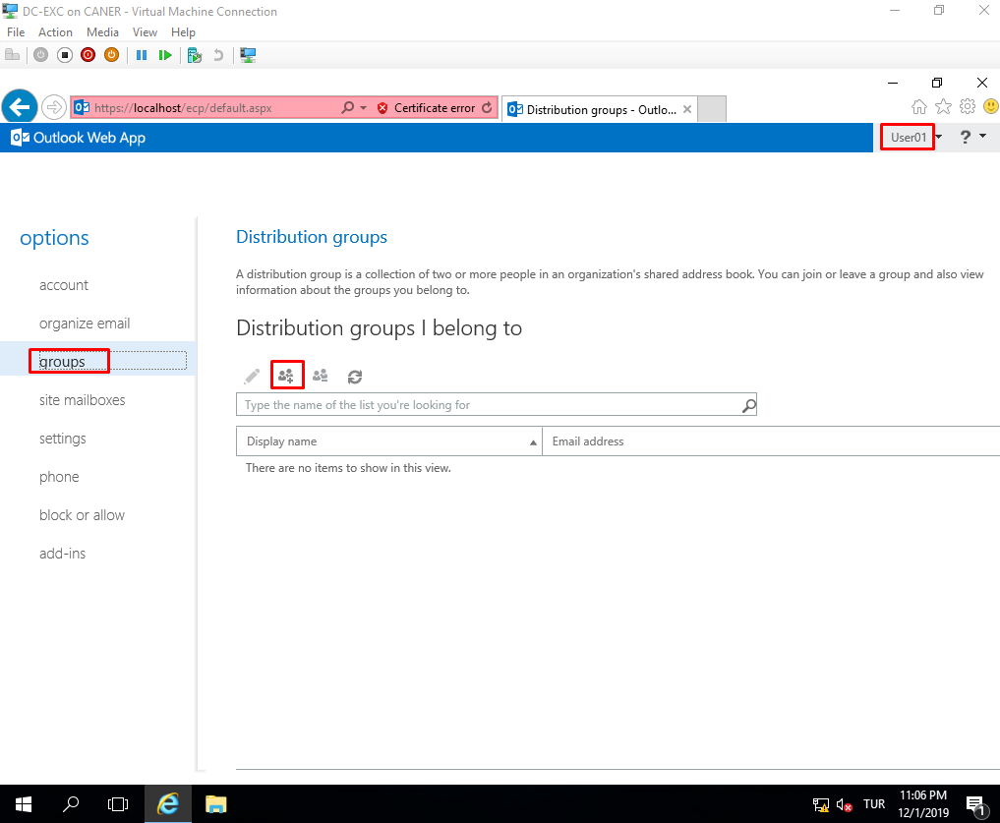 DC-EXC on CANER - Virtual Machine Connection
File Action Media View Help
https://localhost/ecp/default.aspx
Certificate error
Distribution groups - Outlo...
Outlook Web App
User01
?
options
account
organize email
groups
site mailboxes
settings
phone
block or allow
add-ins
Distribution groups
A distribution group is a collection of two or more people in an organization's shared address book. You can join or leave a group and also view
information about the groups you belong to.
Distribution groups I belong to
Type the name of the list you're looking for
Display name
Email address
There are no items to show in this view.
TUR
11:06 PM
12/1/2019
1